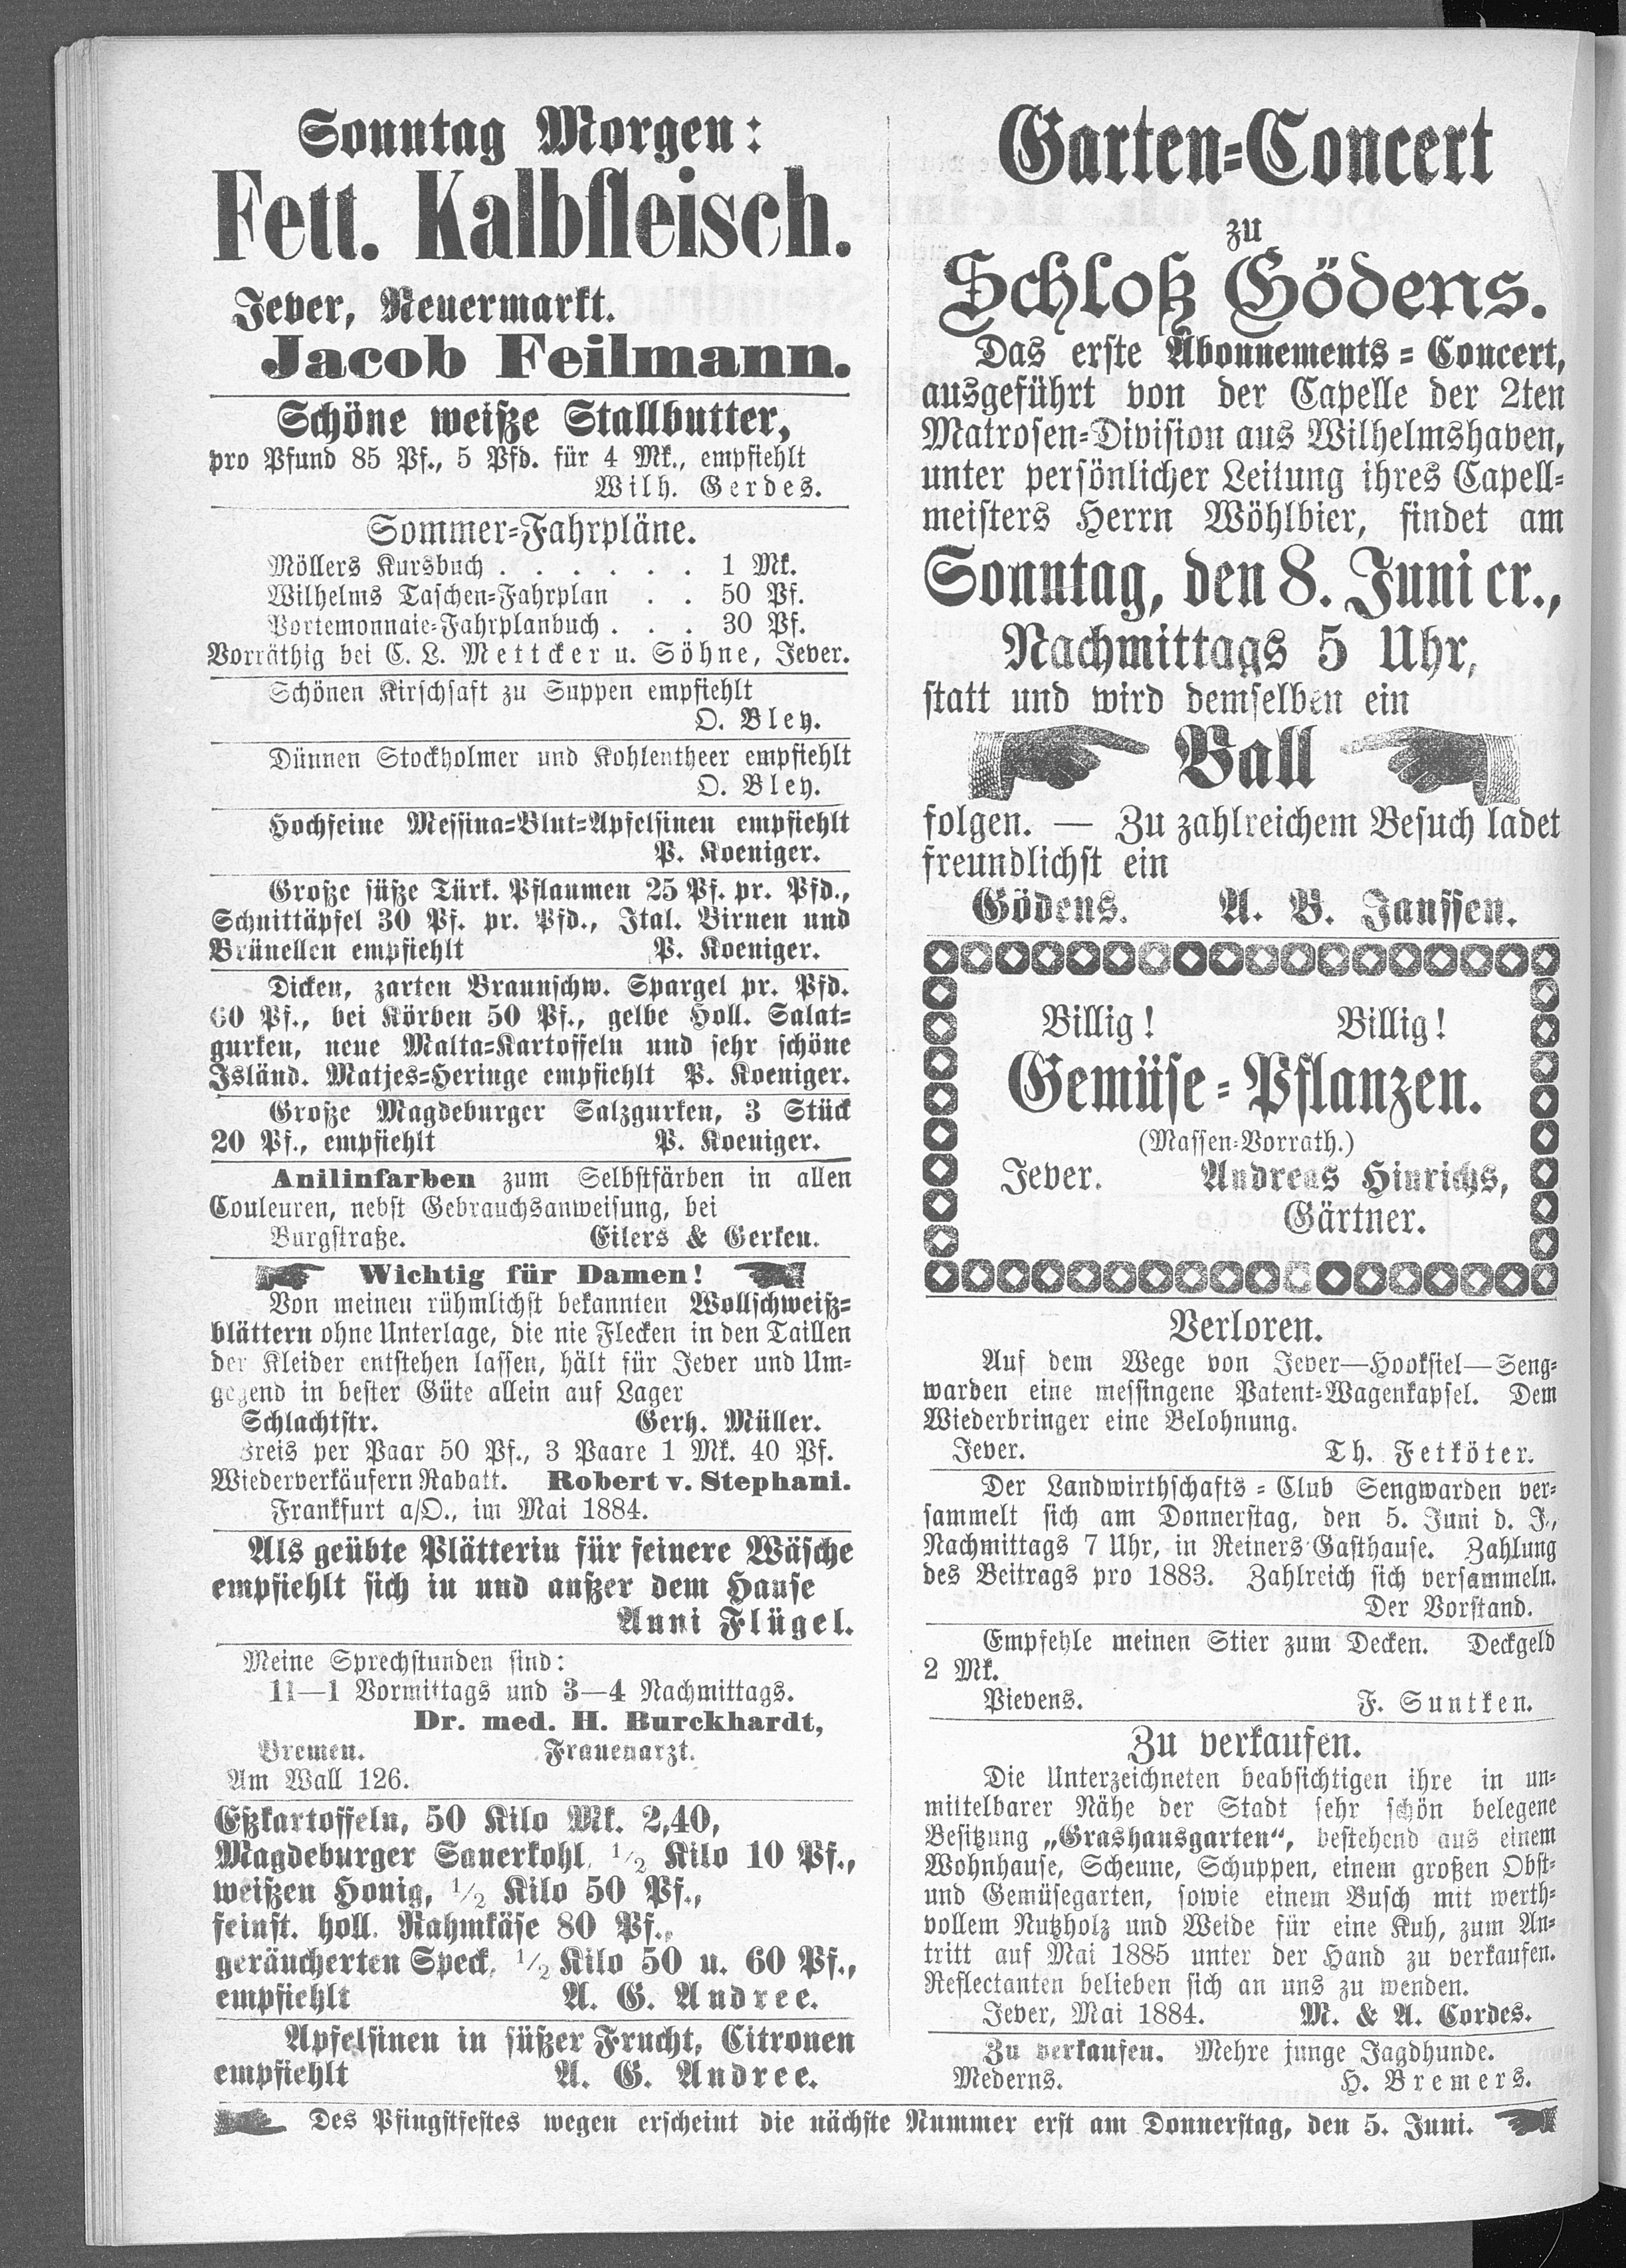 Sonntag Morgen:
Fett. Kalbfleisch.
Jever, Neuermarkt.
Jacob Feilmann.
Schöne weiße Stallbutter,
pro Pfund 85 Pf., 5 Pfd. für 4 Mk., empfiehlt
Wilh. Gerdes.
Sommer-Fahrpläne.
Möllers Kursbuch . . . . . . 1 Mk.
Wilhelms Taschen-Fahrplan . . 50 Pf.
Portemonnaie-Fahrplanbuch . . . 30 Pf.
Vorräthig bei C. L. Mettcker u. Söhne, Jever.
Schönen Kirschsaft zu Suppen empfiehlt
O. Bley.
Dünnen Stockholmer und Kohlentheer empfiehlt
O. Bley.
Hochfeine Messina-Blut-Apfelsinen empfiehlt
P. Koeniger.
Große süße Türk. Pflaumen 25 Pf. pr. Pfd.,
Schnittäpfel 30 Pf. pr. Pfd., Ital. Birnen und
Brünellen empfiehlt P. Koeniger.
Dicken, zarten Braunschw. Spargel pr. Pfd.
60 Pf., bei Körben 50 Pf., gelbe Holl. Salat-
gurken, neue Malta-Kartoffeln und sehr schöne
Isländ. Matjes-Heringe empfiehlt P. Koeniger.
Große Magdeburger Salzgurken, 3 Stück
20 Pf., empfiehlt P. Koeniger.
Anilinfarben zum Selbstfärben in allen
Couleuren, nebst Gebrauchsanweisung, bei
Burgstraße. Eilers & Gerken.
Wichtig für Damen!
Von meinen rühmlichst bekannten Wollschweiß-
blättern ohne Unterlage, die nie Flecken in den Taillen
der Kleider entstehen lassen, hält für Jever und Um-
gegend in bester Güte allein auf Lager
Schlachtstr. Gerh. Müller.
Preis per Paar 50 Pf., 3 Paare 1 Mk. 40 Pf.
Wiederverkäufern Rabatt. Robert v. Stephani.
Frankfurt a/O., im Mai 1884.
Als geübte Plätterin für feinere Wäsche
empfiehlt sich in und außer dem Hause
Anni Flügel.
Meine Sprechstunden sind:
11—1 Vormittags und 3—4 Nachmittags.
Dr. med. H. Burckhardt,
Bremen. Frauenarzt.
Am Wall 126.
Eßkartoffeln, 50 Kilo Mk. 2,40,
Magdeburger Sauerkohl, 1/2 Kilo 10 Pf.,
weißen Honig, 1/2 Kilo 50 Pf.,
feinst. holl. Rahmkäse 80 Pf.,
geräucherten Speck, 1/2 Kilo 50 u. 60 Pf.,
empfiehlt A. G. Andree.
Apfelsinen in süßer Frucht, Citronen
empfiehlt A. G. Andree.
Garten-Concert
zu
Schloß Gödens.
Das erste Abonnements-Concert,
ausgeführt von der Capelle der 2ten
Matrosen-Division aus Wilhelmshaven,
unter persönlicher Leitung ihres Capell-
meisters Herrn Wöhlbier, findet am
Sonntag, den 8. Juni cr.,
Nachmittags 5 Uhr,
statt und wird demselben ein
Ball
folgen. — Zu zahlreichem Besuch ladet
freundlichst ein
Gödens. A. B. Janssen.
Billig! Billig!
Gemüse-Pflanzen.
(Massen-Vorrath.)
Jever. Andreas Hinrichs,
Gärtner.
Verloren.
Auf dem Wege von Jever—Hooksiel—Seng-
warden eine messingene Patent-Wagenkapsel. Dem
Wiederbringer eine Belohnung.
Jever. Th. Fetköter.
Der Landwirthschafts-Club Sengwarden ver-
sammelt sich am Donnerstag, den 5. Juni d. J.,
Nachmittags 7 Uhr, in Reiners Gasthause. Zahlung
des Beitrags pro 1883. Zahlreich sich versammeln.
Der Vorstand.
Empfehle meinen Stier zum Decken. Deckgeld
2 Mk.
Pievens. F. Suntken.
Zu verkaufen.
Die Unterzeichneten beabsichtigen ihre in un-
mittelbarer Nähe der Stadt sehr schön belegene
Besitzung „Grashausgarten“, bestehend aus einem
Wohnhause, Scheune, Schuppen, einem großen Obst-
und Gemüsegarten, sowie einem Busch mit werth-
vollem Nutzholz und Weide für eine Kuh, zum An-
tritt auf Mai 1885 unter der Hand zu verkaufen.
Reflectanten belieben sich an uns zu wenden.
Jever, Mai 1884. M. & A. Cordes.
Zu verkaufen. Mehre junge Jagdhunde.
Mederns. H. Bremers.
Des Pfingstfestes wegen erscheint die nächste Nummer erst am Donnerstag, den 5. Juni.